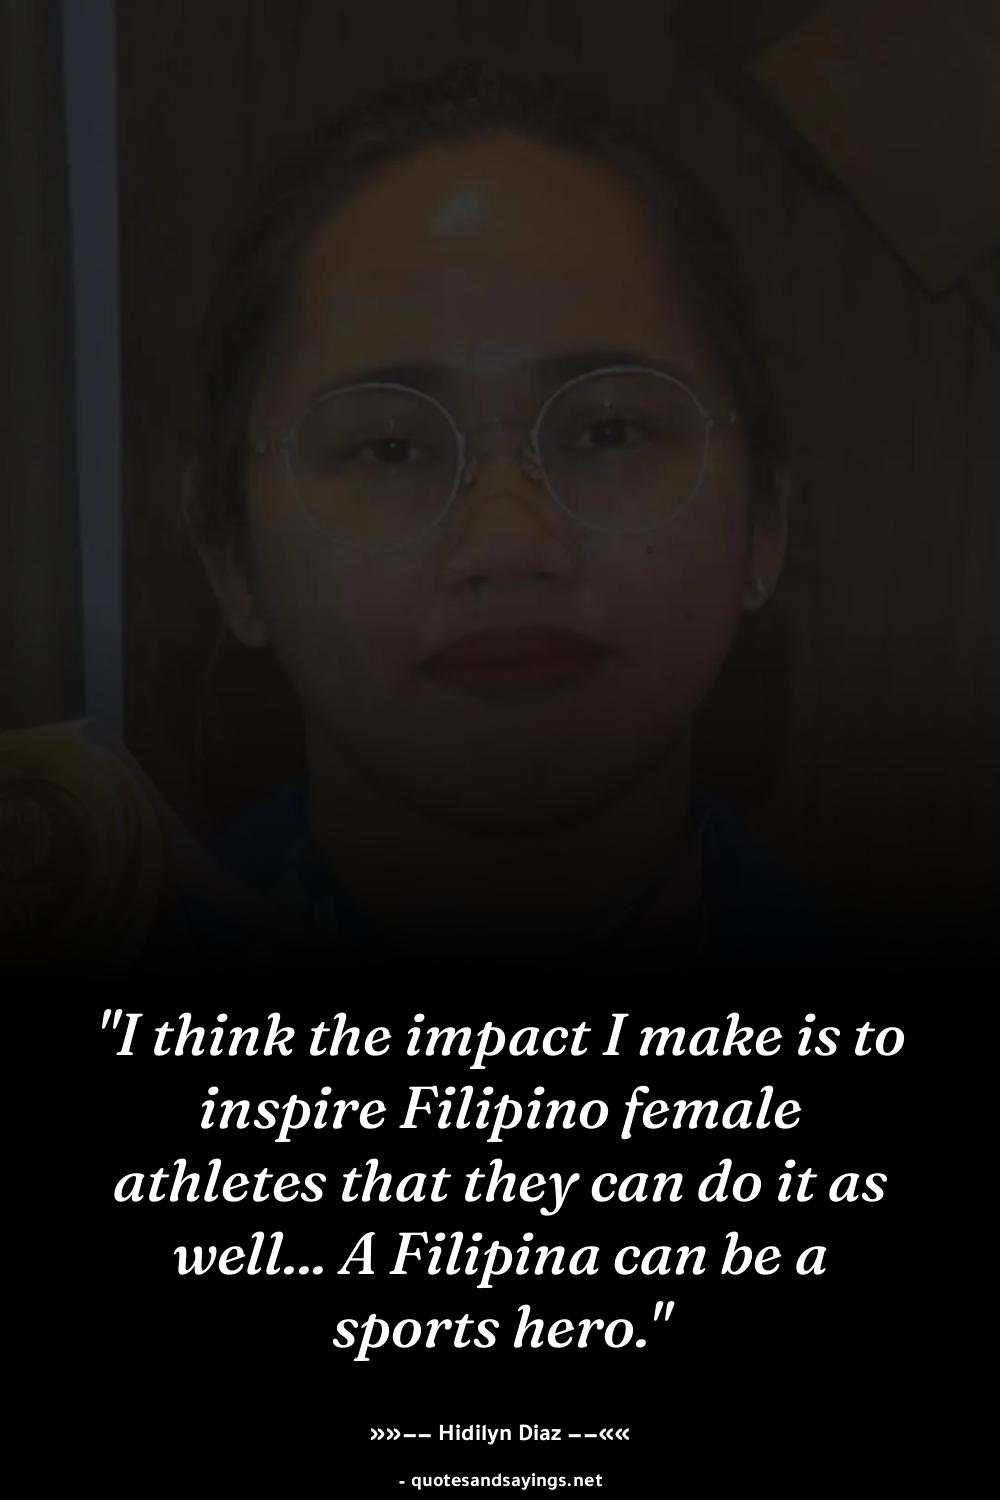 "I think the impact I make is to
inspire Filipino female
athletes that they can do it as
well... A Filipina can be a
sports hero."
»»–– Hidilyn Diaz ––««
- quotesandsayings.net